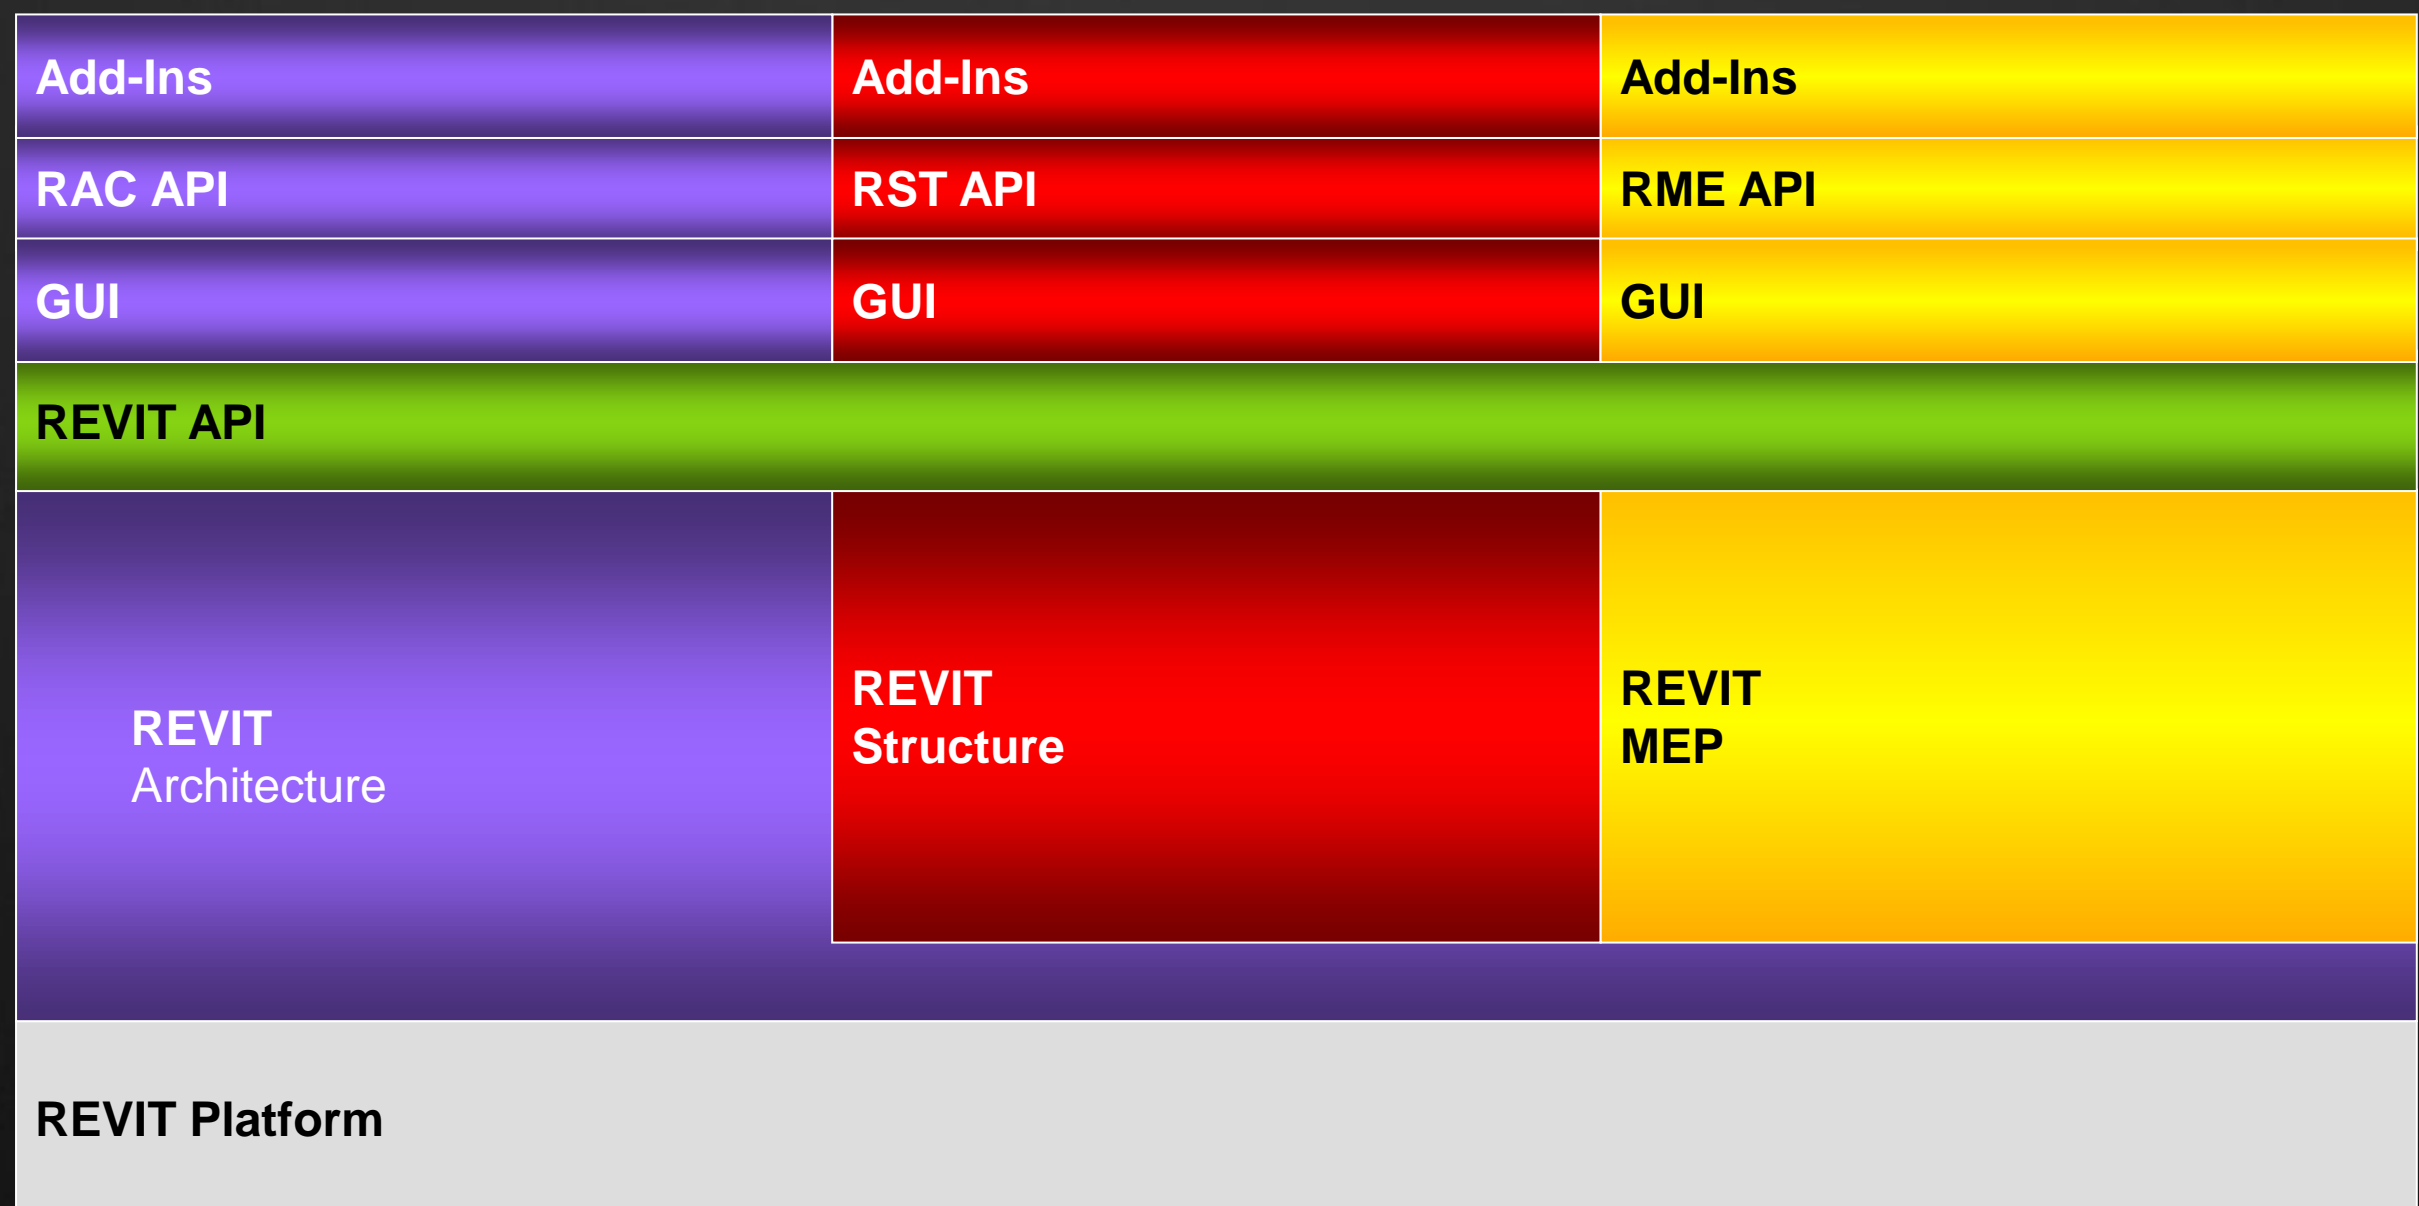 Add-Ins
Add-Ins
Add-Ins
RAC API
RST API
RME API
GUI
GUI
GUI
REVIT API
REVIT
Architecture
REVIT
Structure
REVIT
MEP
REVIT Platform